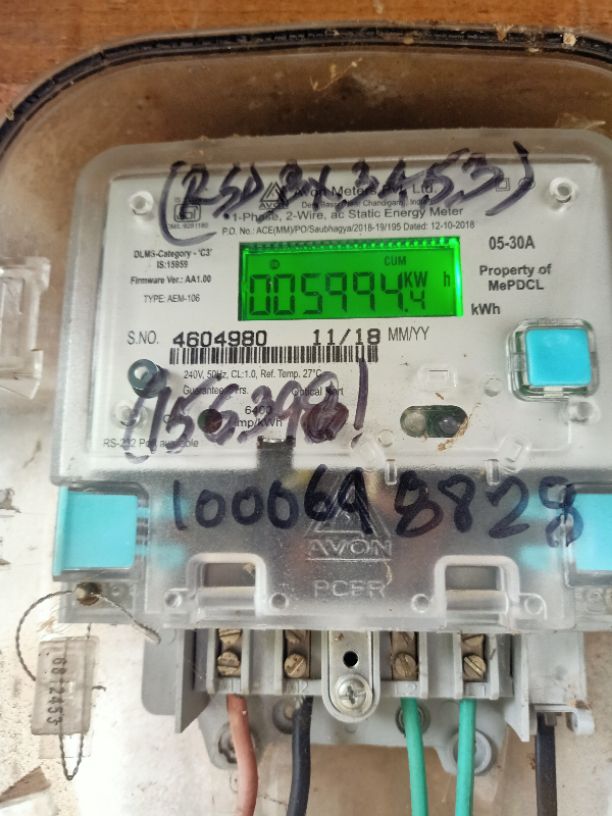 Avon Meters Pvt. Ltd.
AVON
1-Phase, 2-Wire, ac Static Energy Meter
P.O. No.: ACE(MM)/PO/Saubhagya/2018-19/195 Dated: 12-10-2018
DLMS-Category - 'C3'
IS:15959
Firmware Ver.: AA1.00
TYPE: AEM-106
CUM
005994.4 KW h
kWh
05-30A
Property of
MePDCL
S.NO. 4604980 11/18 MM/YY
240V, 50Hz, CL:1.0, Ref. Temp. 27°C
Optical Port
6400
imp/kWh
1000698828
AVON